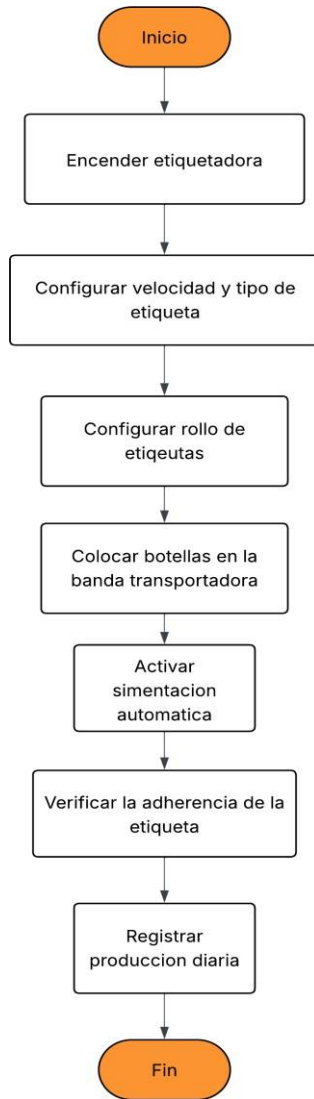 Inicio
Encender etiquetadora
Configurar velocidad y tipo de
etiqueta
Configurar rollo de
etiqeutas
Colocar botellas en la
banda transportadora
Activar
simentacion
automatica
Verificar la adherencia de la
etiqueta
Registrar
produccion diaria
Fin